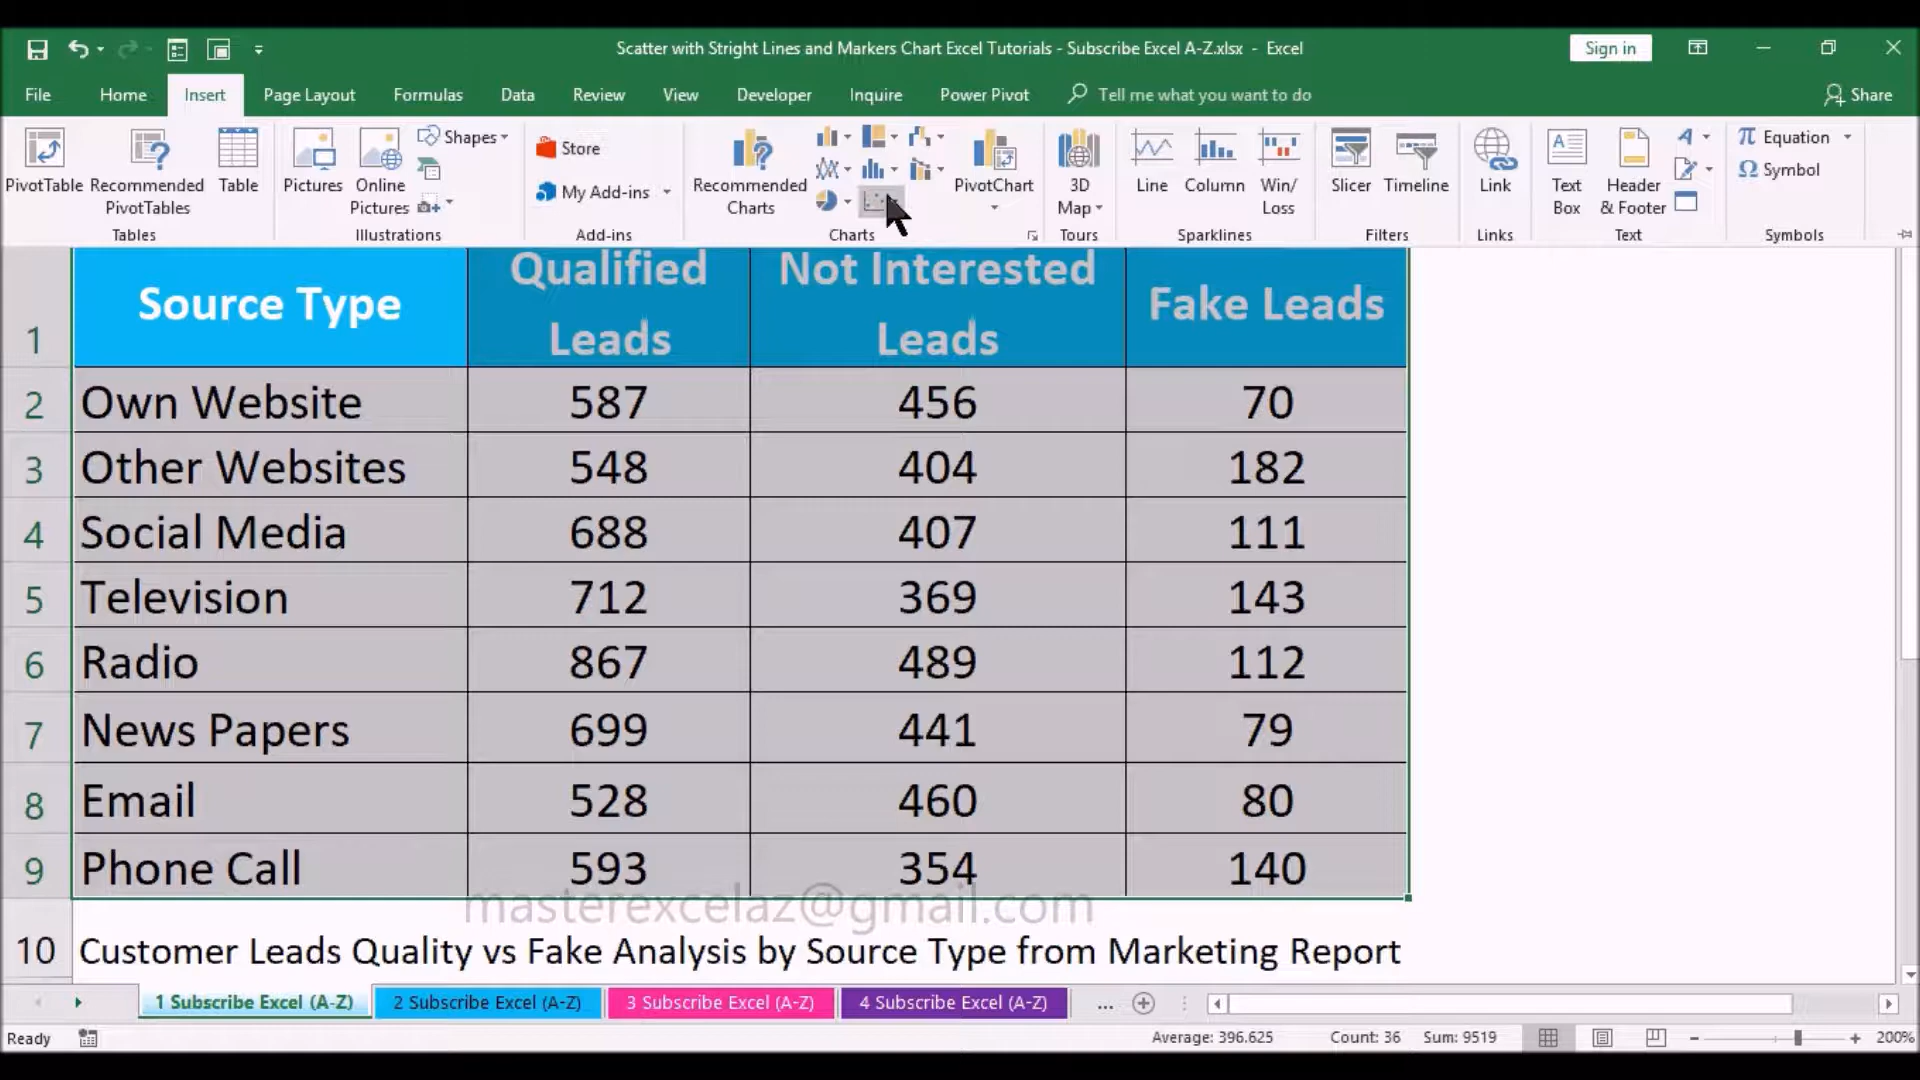 Scatter with Stright Lines and Markers Chart Excel Tutorials - Subscribe Excel A-Z.xlsx - Excel
Sign in
File Home Insert Page Layout Formulas Data Review View Developer Inquire Power Pivot Tell me what you want to do Share
PivotTable
Recommended
PivotTables
Table
Tables
Pictures
Online
Pictures
Shapes
Illustrations
Store
My Add-ins
Add-ins
Recommended
Charts
PivotChart
Charts
3D
Map
Tours
Line
Column
Win/
Loss
Sparklines
Slicer
Timeline
Filters
Link
Links
Text
Box
Header
& Footer
Text
π Equation
Ω Symbol
Symbols
1 Source Type Qualified Leads Not Interested Leads Fake Leads
2 Own Website 587 456 70
3 Other Websites 548 404 182
4 Social Media 688 407 111
5 Television 712 369 143
6 Radio 867 489 112
7 News Papers 699 441 79
8 Email 528 460 80
9 Phone Call 593 354 140
masterexcelaz@gmail.com
10 Customer Leads Quality vs Fake Analysis by Source Type from Marketing Report
1 Subscribe Excel (A-Z) 2 Subscribe Excel (A-Z) 3 Subscribe Excel (A-Z) 4 Subscribe Excel (A-Z) ...
Ready Average: 396.625 Count: 36 Sum: 9519 200%